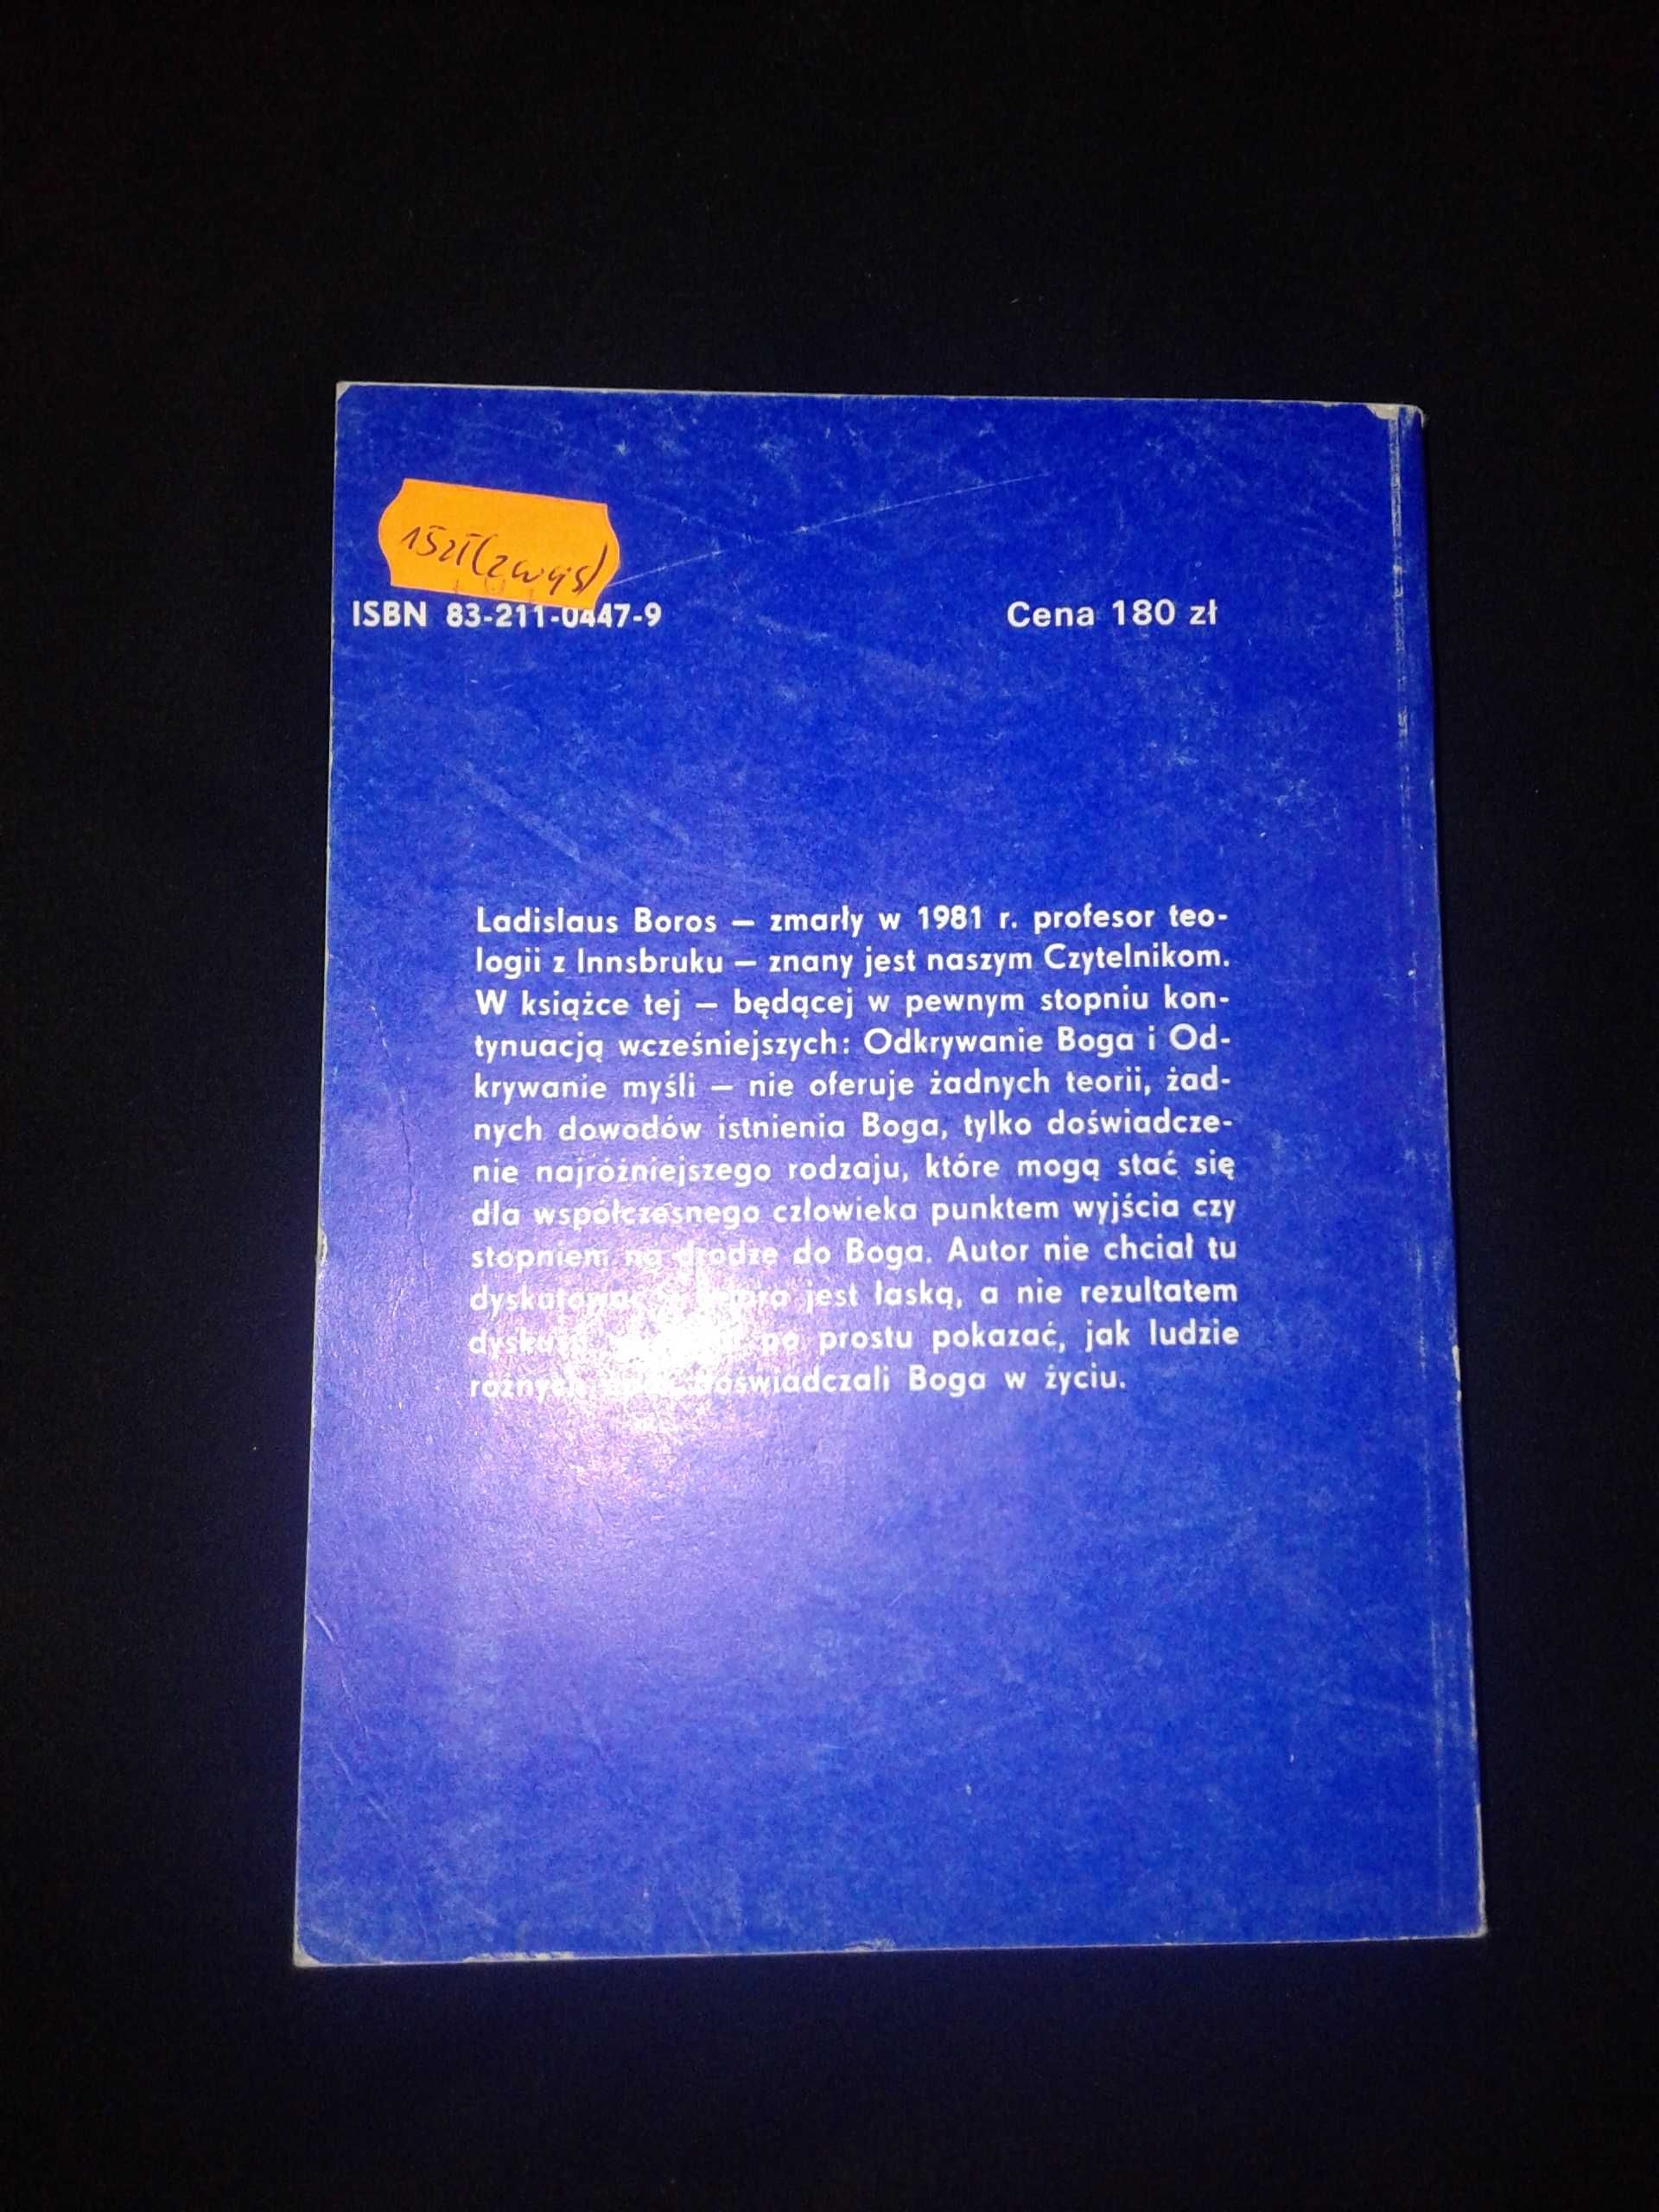 15zł(z wys)
ISBN 83-211-0447-9
Cena 180 zł
Ladislaus Boros — zmarły w 1981 r. profesor teo-
logii z Innsbruku — znany jest naszym Czytelnikom.
W książce tej — będącej w pewnym stopniu kon-
tynuacją wcześniejszych: Odkrywanie Boga i Od-
krywanie myśli — nie oferuje żadnych teorii, żad-
nych dowodów istnienia Boga, tylko doświadcze-
nie najróżniejszego rodzaju, które mogą stać się
dla współczesnego człowieka punktem wyjścia czy
stopniem na drodze do Boga. Autor nie chciał tu
jest łaską, a nie rezultatem
po prostu pokazać, jak ludzie
doświadczali Boga w życiu.